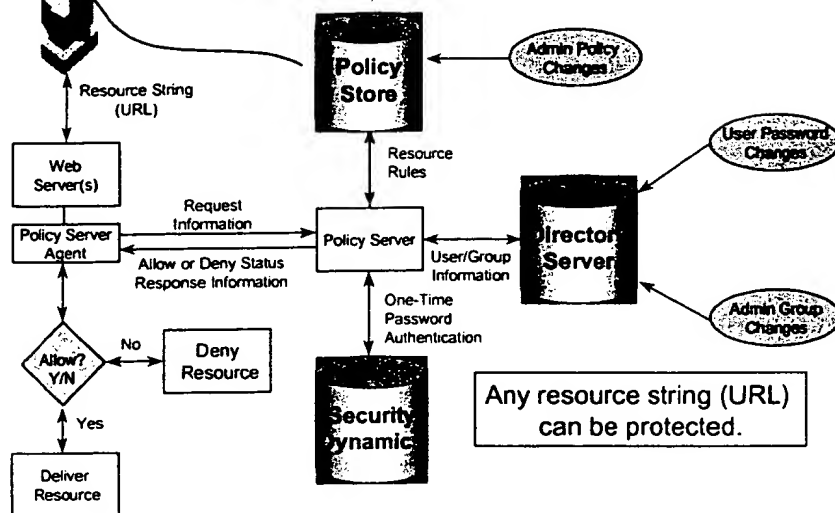 Policy
Store
Admin Policy
Changes
Resource String
(URL)
Resource
Rules
User Password
Changes
Web
Server(s)
Request
Information
Policy Server
Agent
Policy Server
Allow or Deny Status
Response Information
User/Group
Information
Director
Server
One-Time
Password
Authentication
Admin Group
Changes
Allow?
Y/N
No
Deny
Resource
Yes
Security
Dynamic
Any resource string (URL)
can be protected.
Deliver
Resource